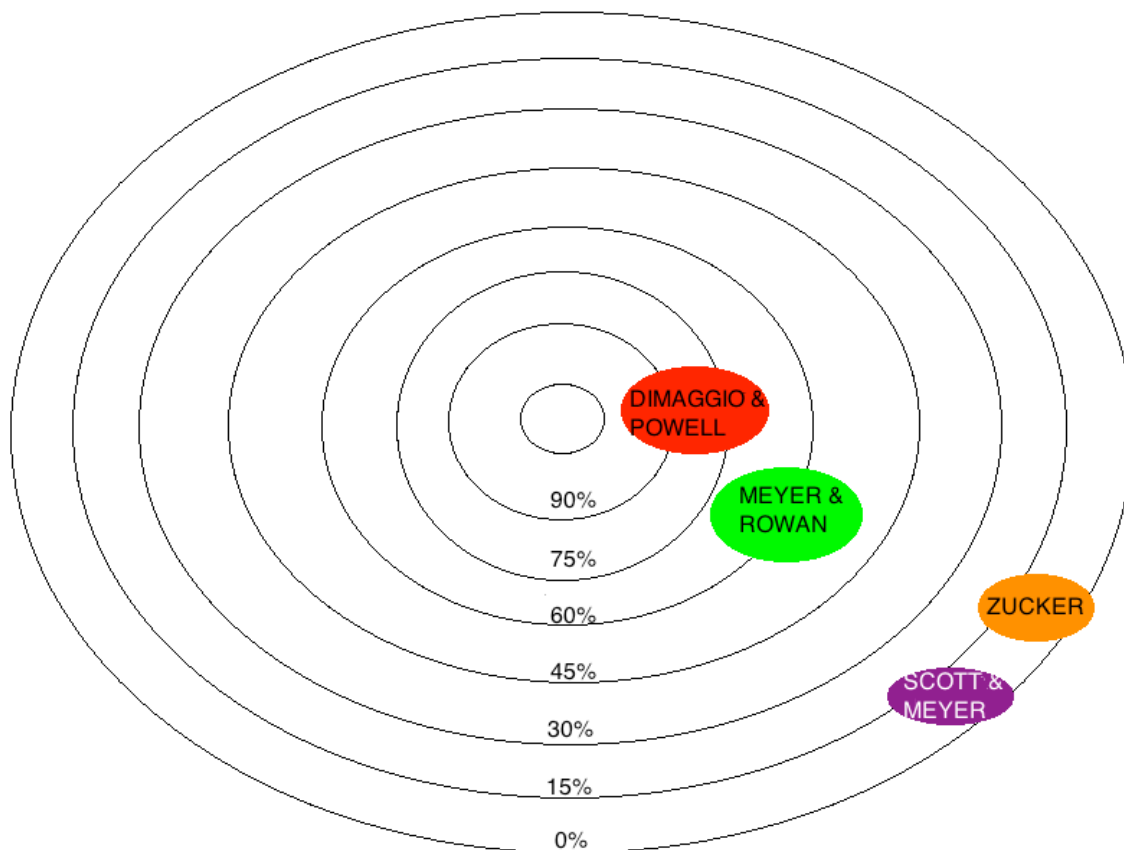 DIMAGGIO &
POWELL
MEYER &
ROWAN
90%
75%
ZUCKER
60%
45%
SCOTT &
MEYER
30%
15%
0%